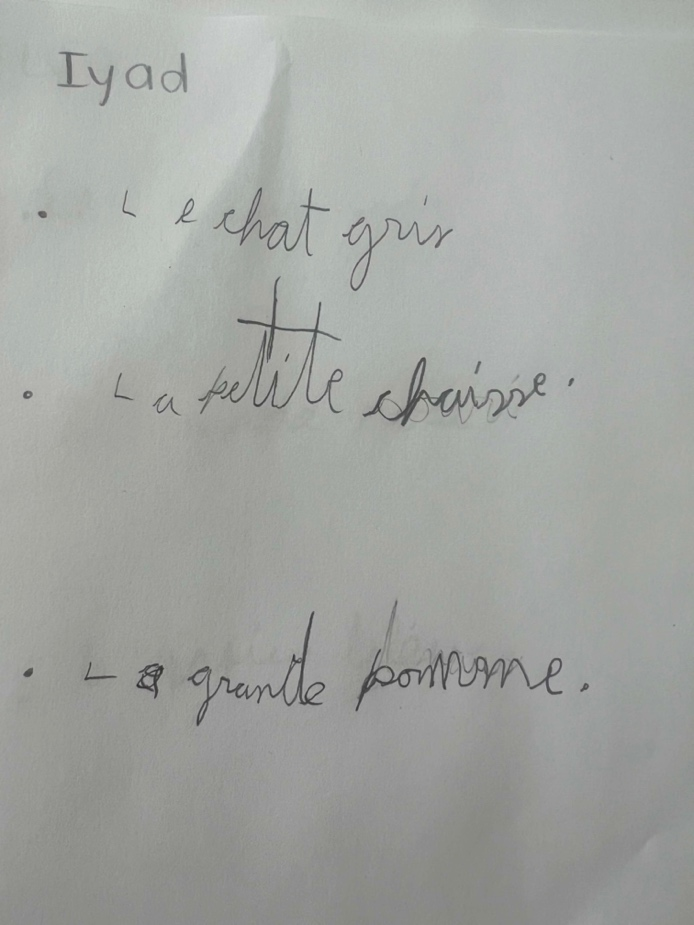 Iyad
. Le chat gris
. La petite chaisse.
. La grande pomme.